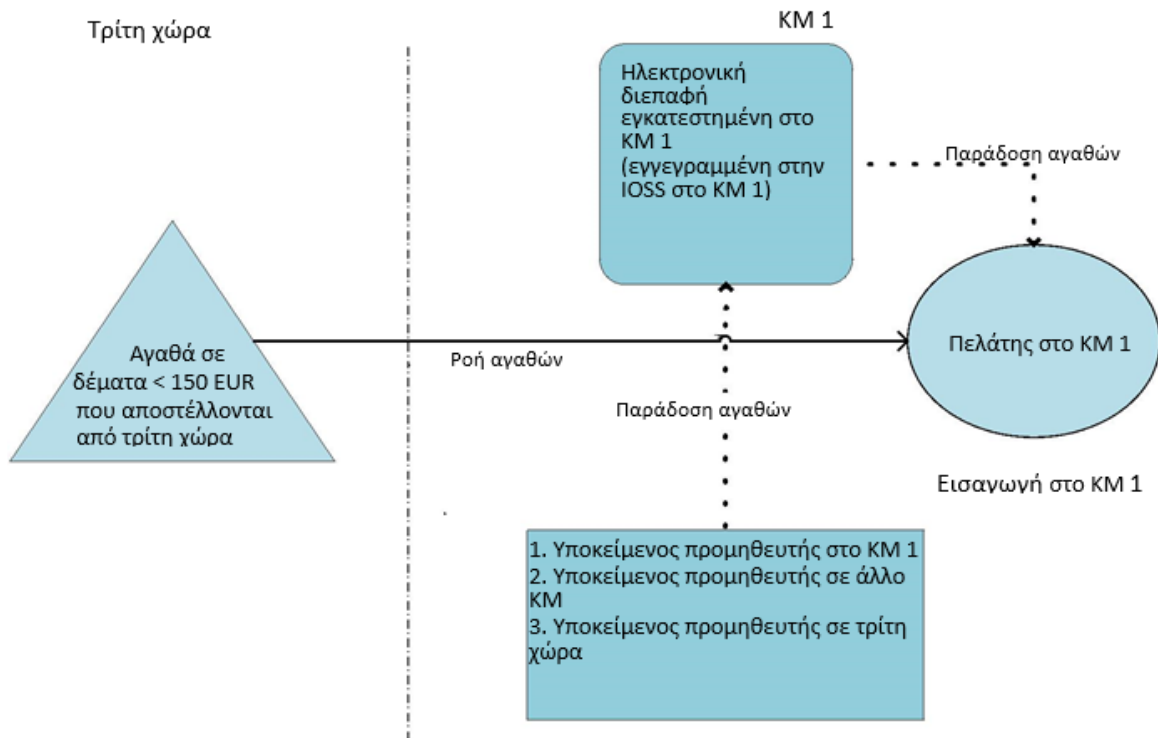 Τρίτη χώρα
ΚΜ 1
Ηλεκτρονική
διεπαφή
εγκατεστημένη στο
ΚΜ 1
(εγγεγραμμένη στην
IOSS στο ΚΜ 1)
Παράδοση αγαθών
Αγαθά σε
δέματα < 150 EUR
που αποστέλλονται
από τρίτη χώρα
Ροή αγαθών
Πελάτης στο ΚΜ 1
Παράδοση αγαθών
Εισαγωγή στο ΚΜ 1
1. Υποκείμενος προμηθευτής στο ΚΜ 1
2. Υποκείμενος προμηθευτής σε άλλο
ΚΜ
3. Υποκείμενος προμηθευτής σε τρίτη
χώρα